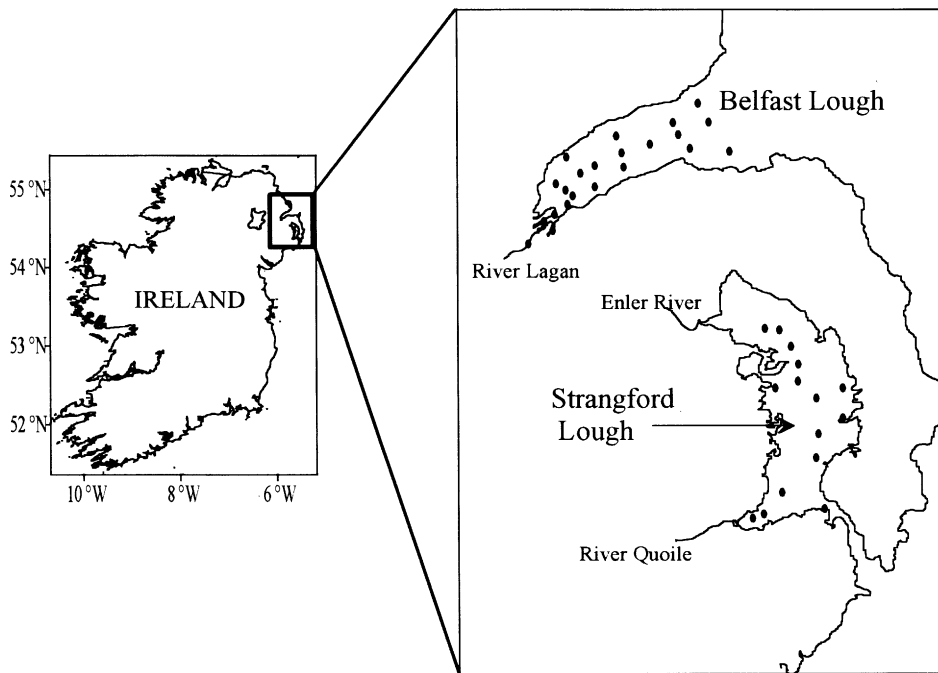 Belfast Lough
River Lagan
Enler River
Strangford
Lough
River Quoile
IRELAND
55 °N
54 °N
53 °N
52 °N
10 °W
8 °W
6 °W